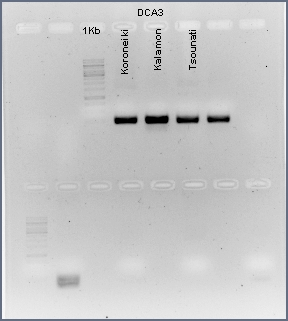 DCA3
1Kb
Koroneiki
Kalamon
Tsounati